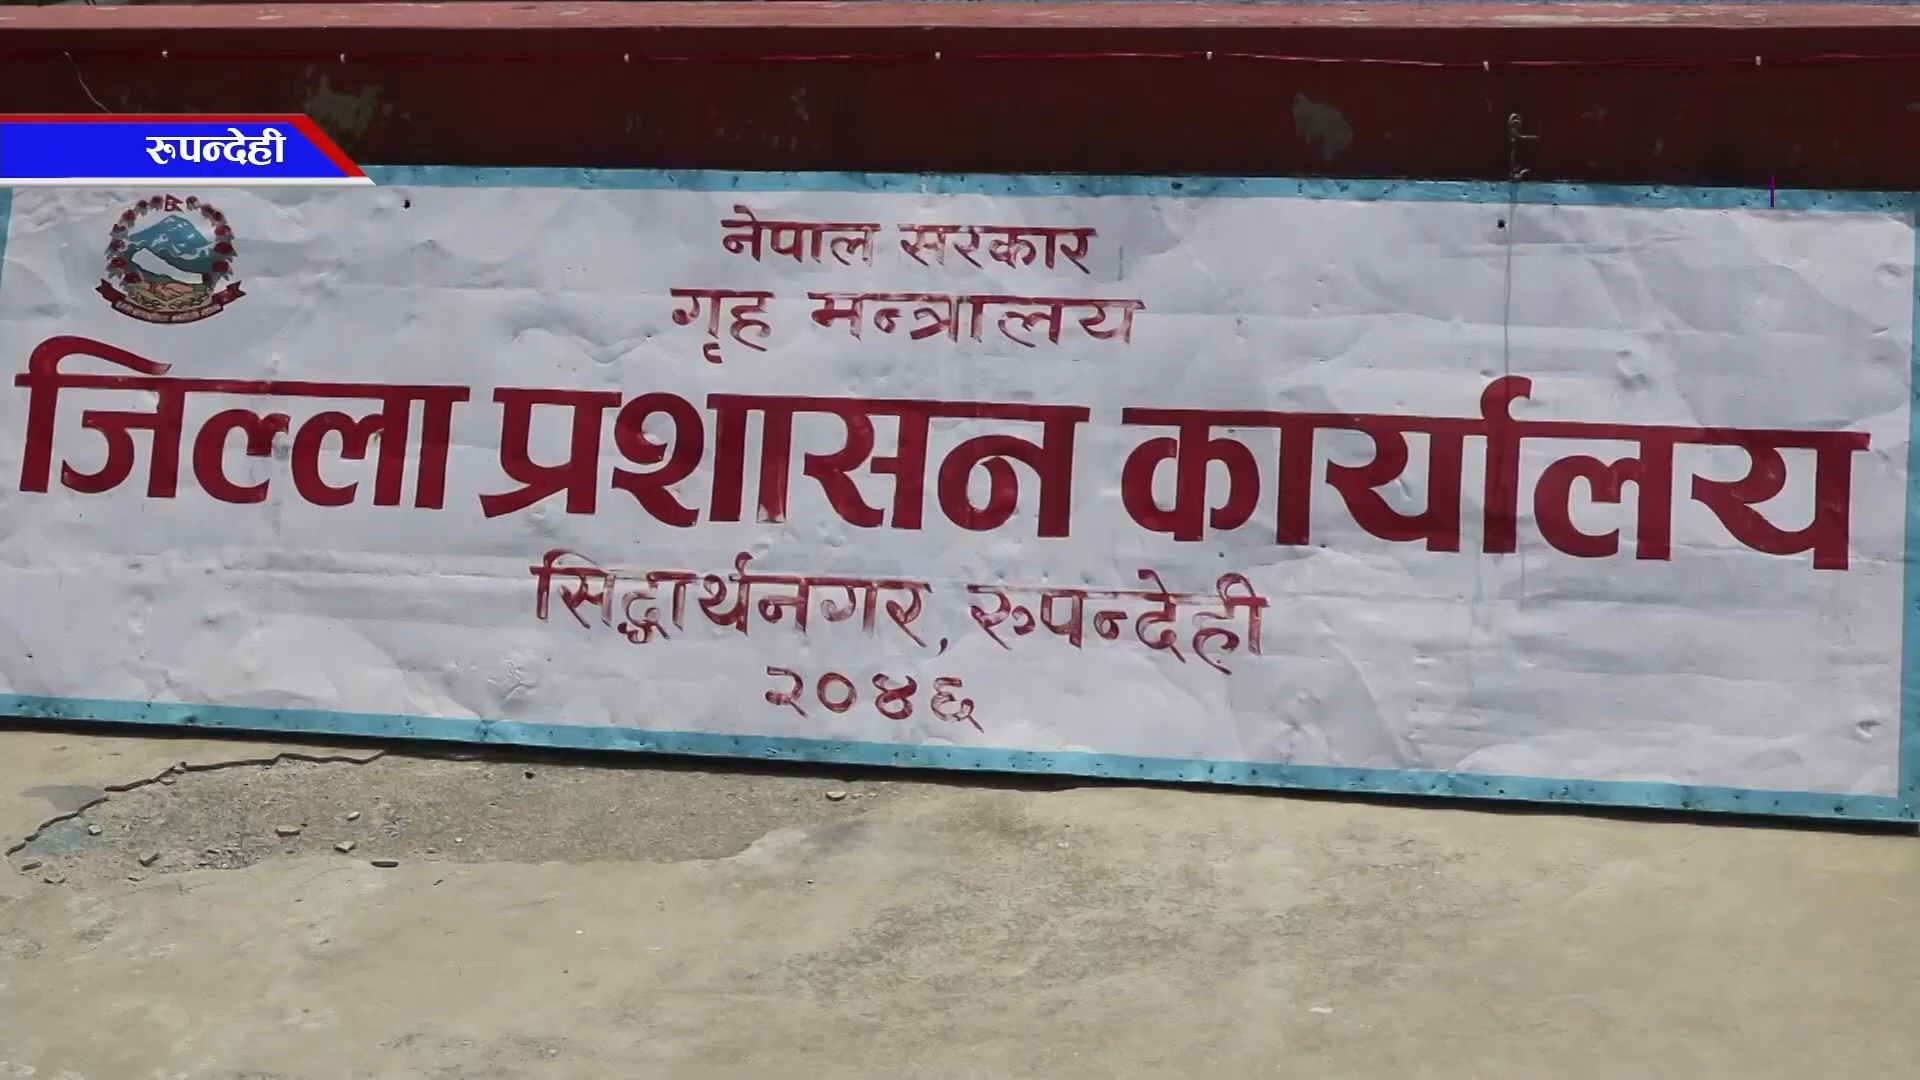 रुपन्देही
नेपाल सरकार
गृह मन्त्रालय
जिल्ला प्रशासन कार्यालय
सिद्धार्थनगर, रुपन्देही
२०४६